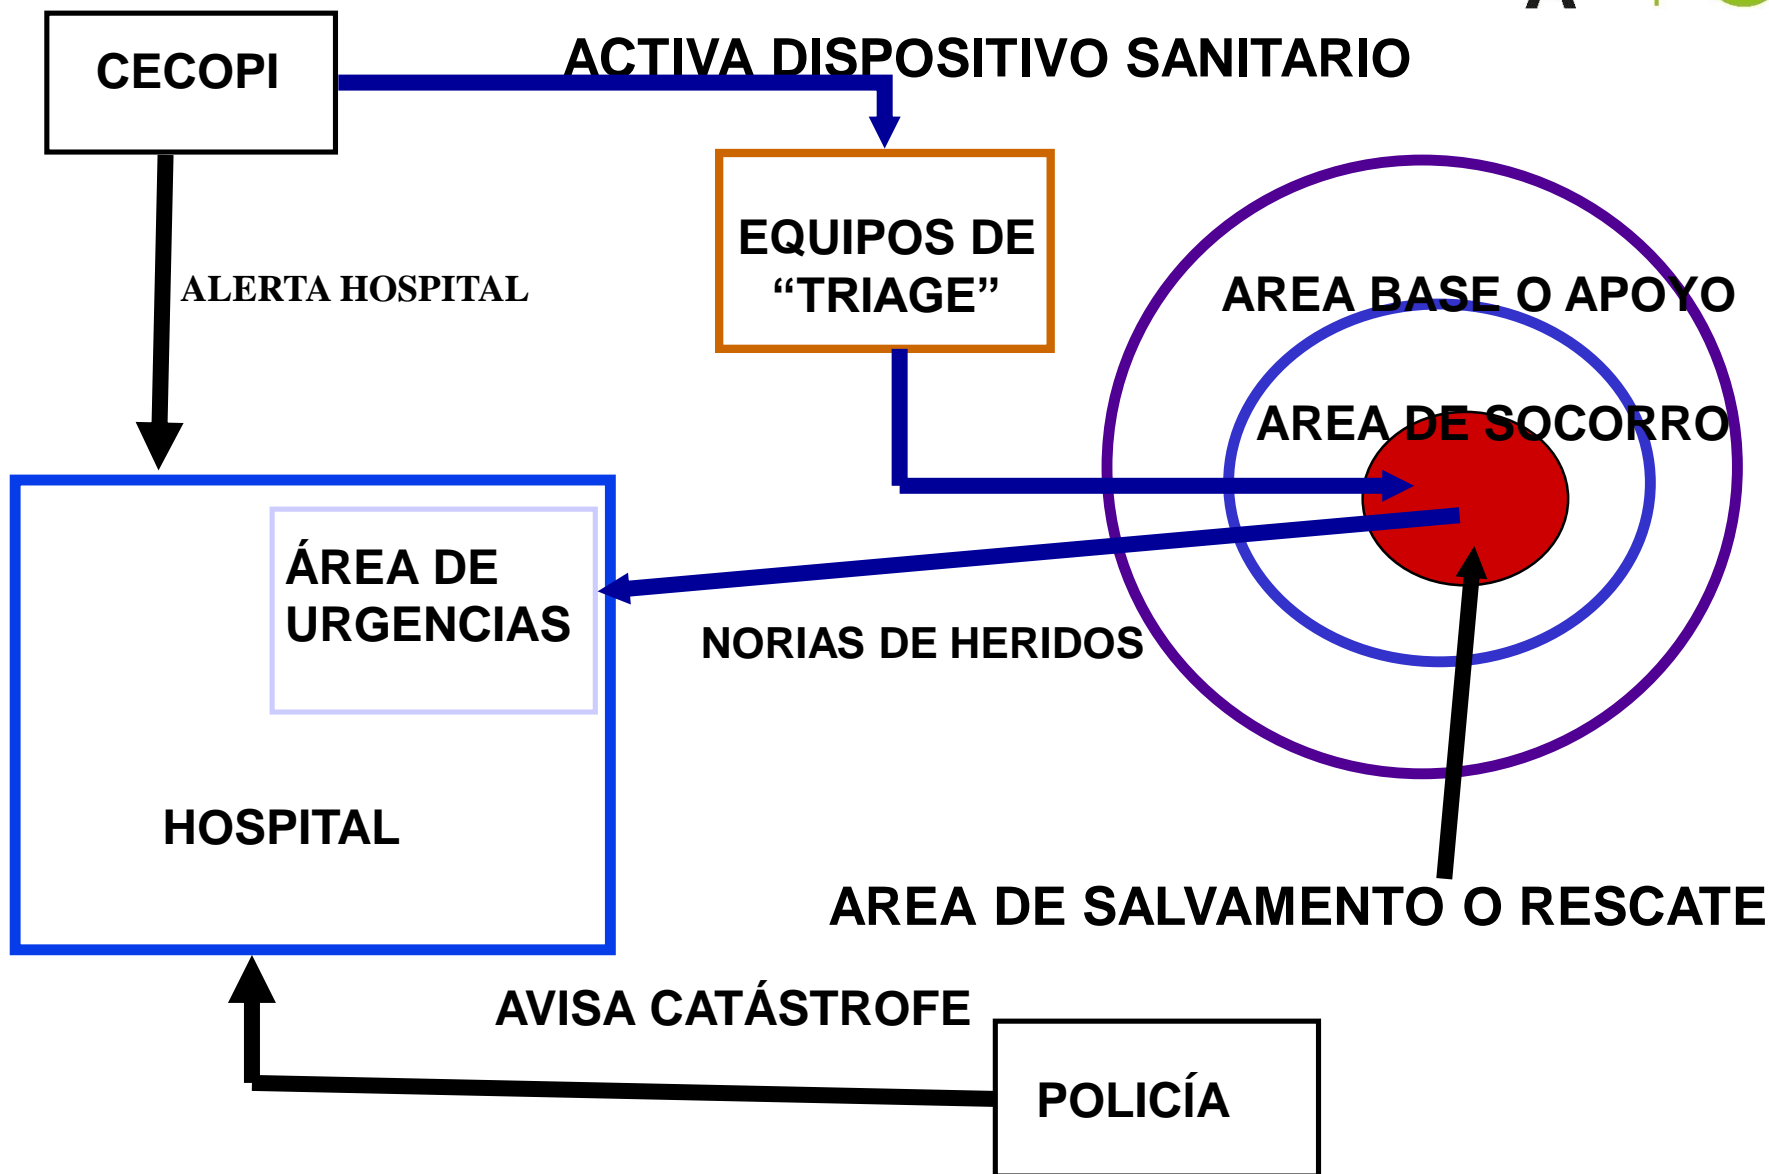 CECOPI
ACTIVA DISPOSITIVO SANITARIO
EQUIPOS DE
“TRIAGE”
ALERTA HOSPITAL
AREA BASE O APOYO
AREA DE SOCORRO
ÁREA DE
URGENCIAS
NORIAS DE HERIDOS
HOSPITAL
AREA DE SALVAMENTO O RESCATE
AVISA CATÁSTROFE
POLICÍA